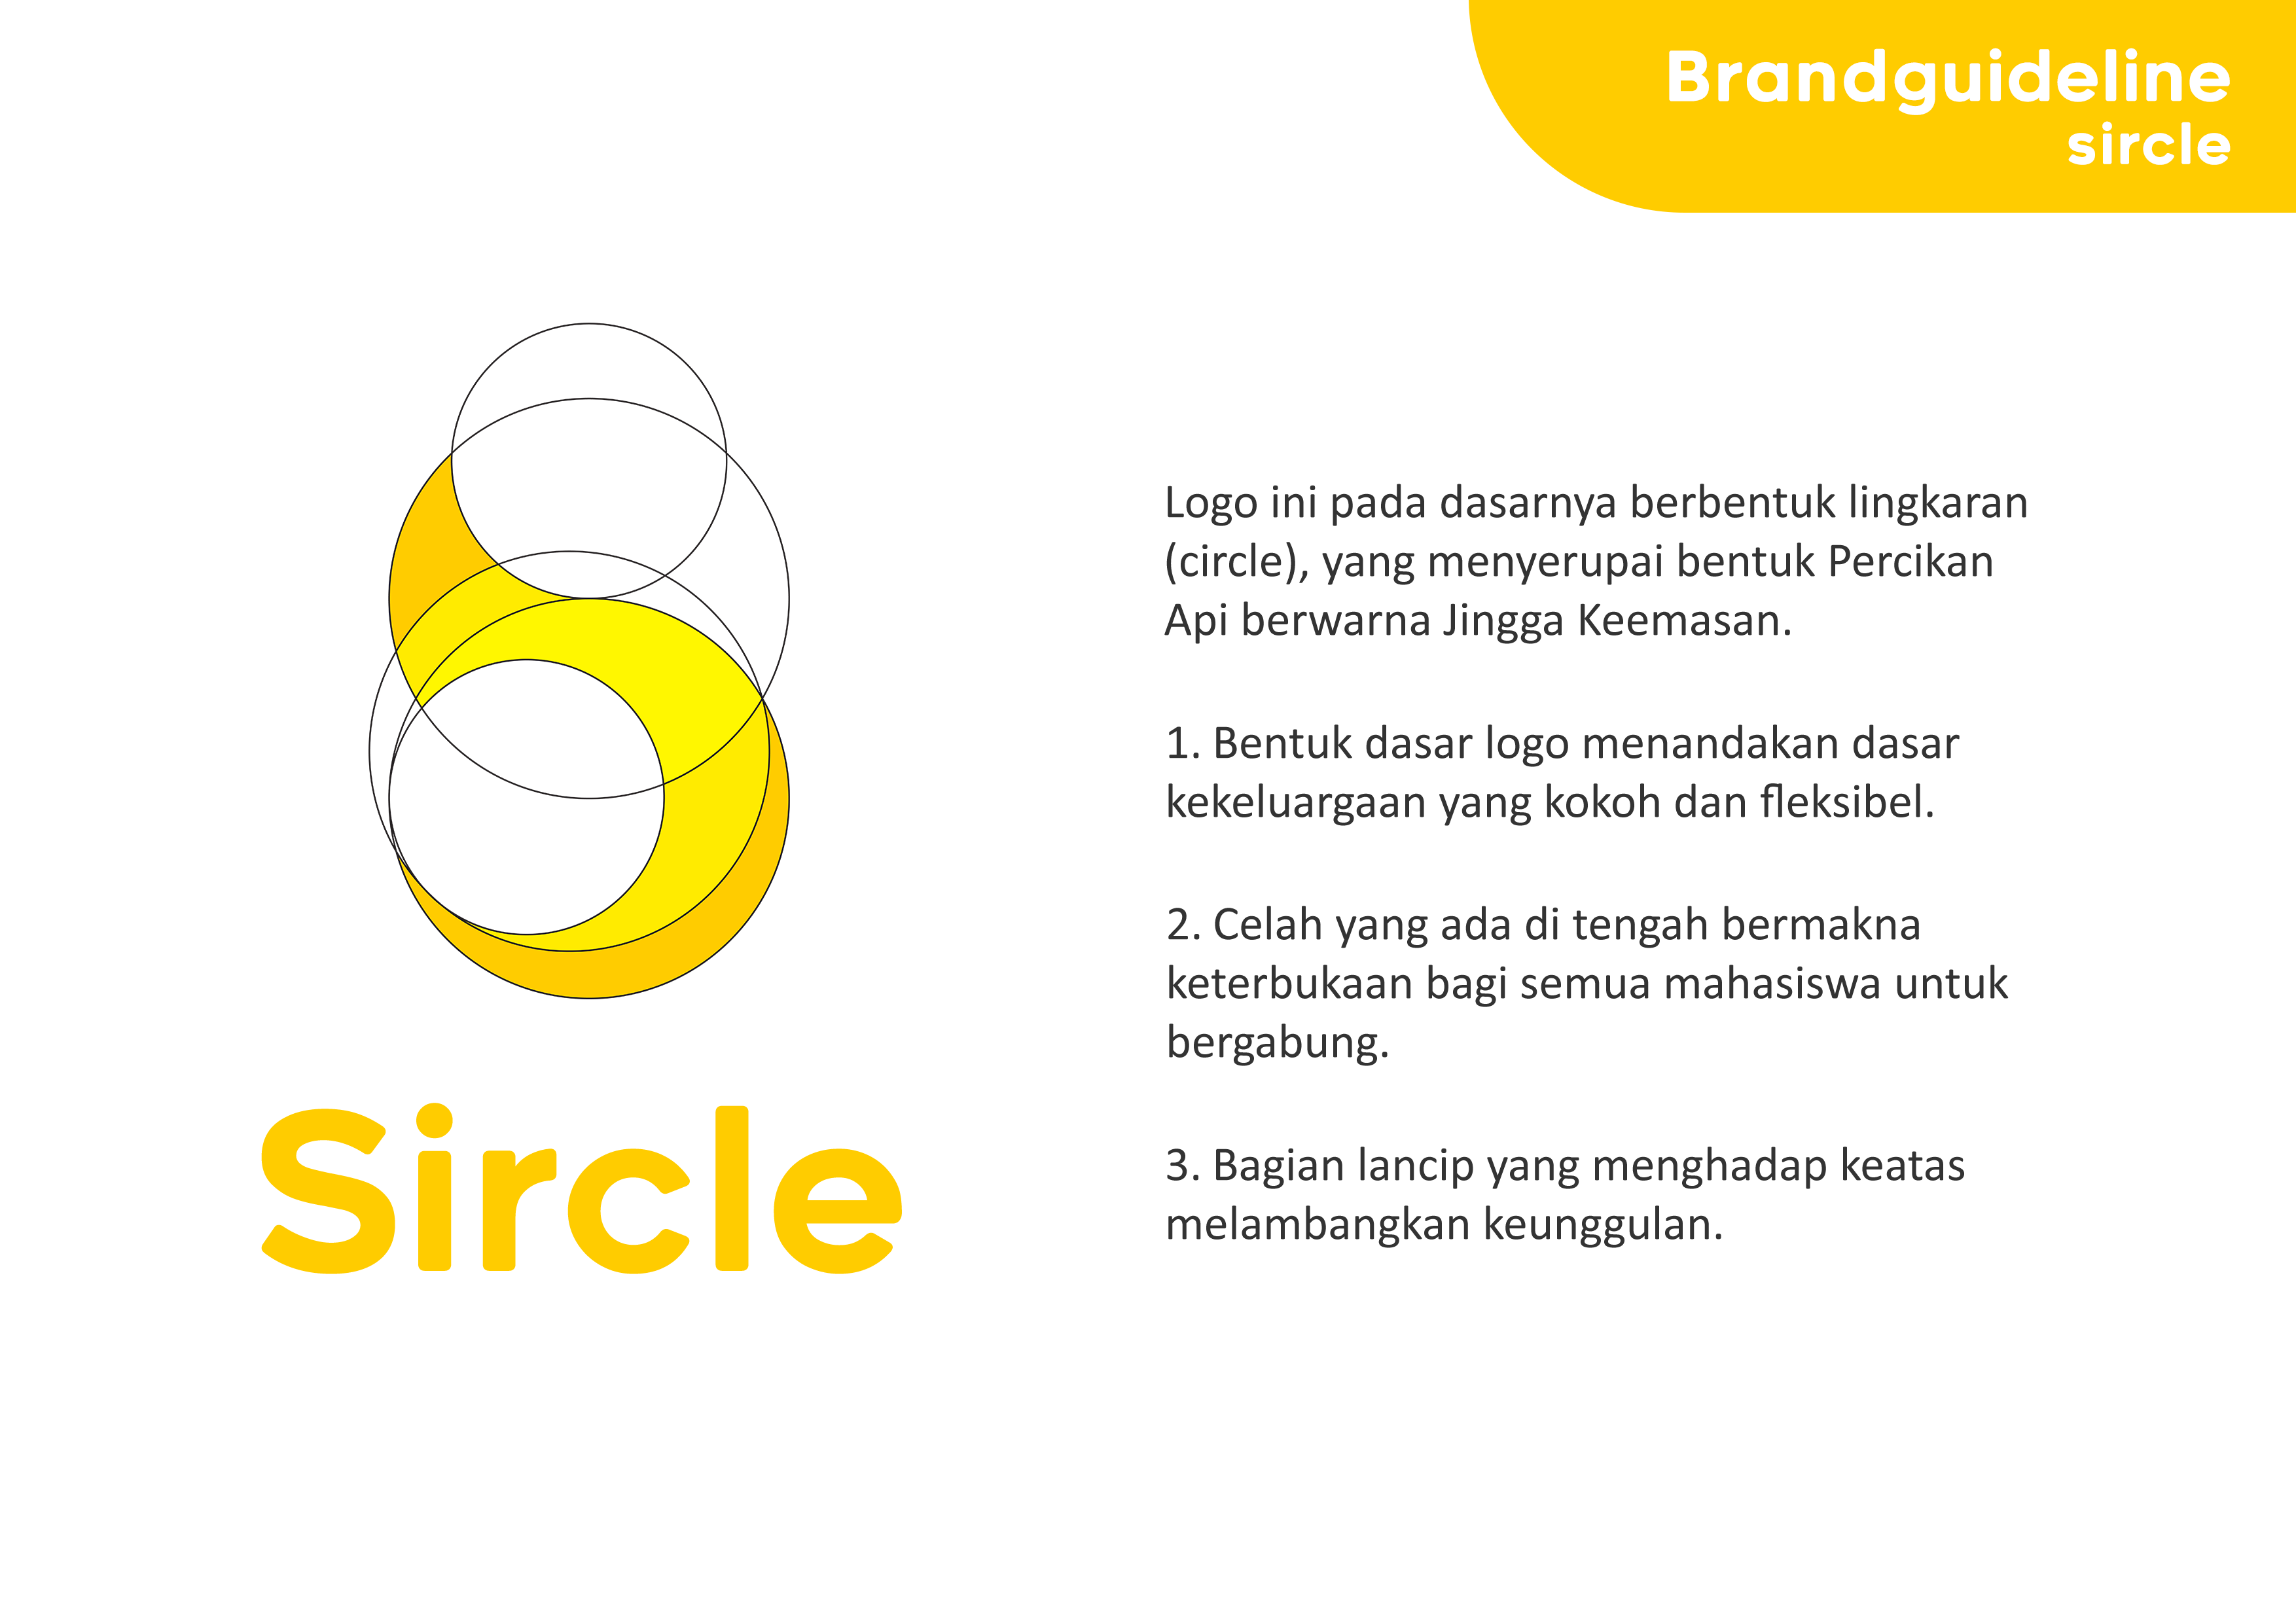 Brandguideline
sircle
Logo ini pada dasarnya berbentuk lingkaran
(circle), yang menyerupai bentuk Percikan
Api berwarna Jingga Keemasan.
1. Bentuk dasar logo menandakan dasar
kekeluargaan yang kokoh dan fleksibel.
2. Celah yang ada di tengah bermakna
keterbukaan bagi semua mahasiswa untuk
bergabung.
3. Bagian lancip yang menghadap keatas
melambangkan keunggulan.
Sircle